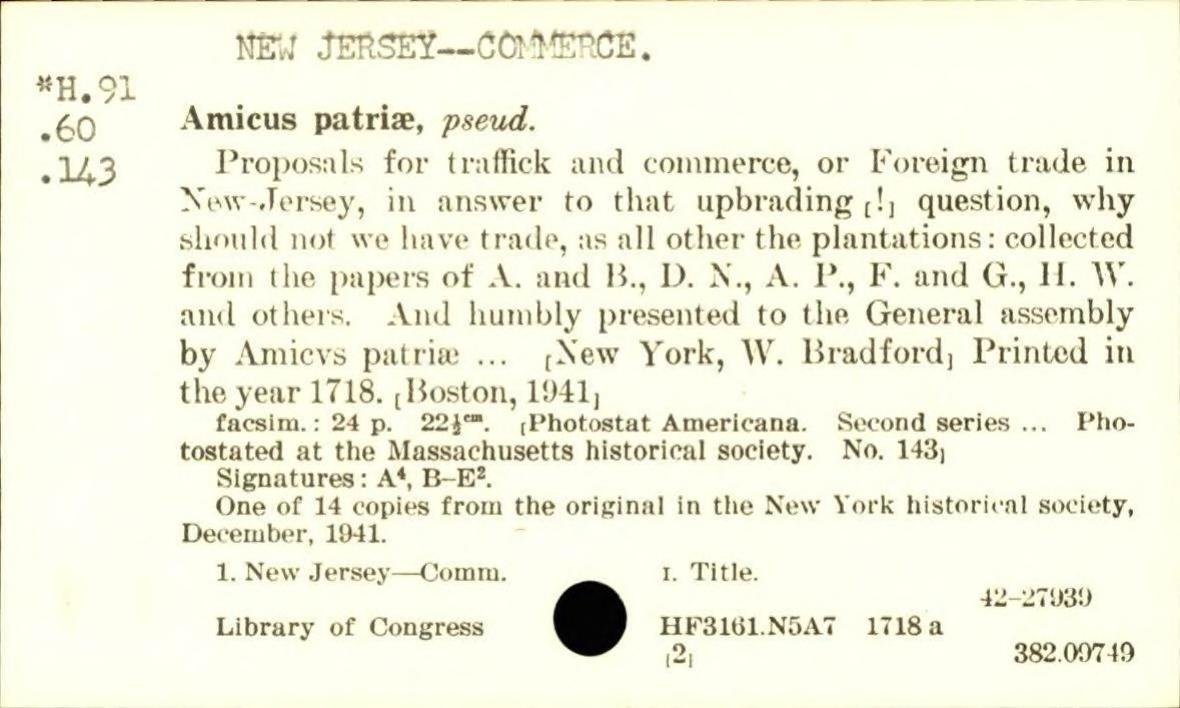 NEW JERSEY--COMMERCE.
*H.91
.60
.143
Amicus patriæ, pseud.
Proposals for traffick and commerce, or Foreign trade in
New-Jersey, in answer to that upbrading [!] question, why
should not we have trade, as all other the plantations: collected
from the papers of A. and B., D. N., A. P., F. and G., H. W.
and others. And humbly presented to the General assembly
by Amicvs patriæ ... [New York, W. Bradford] Printed in
the year 1718. [Boston, 1941]
facsim.: 24 p. 22½ᶜᵐ. [Photostat Americana. Second series ... Pho-
tostated at the Massachusetts historical society. No. 143]
Signatures: A⁴, B–E².
One of 14 copies from the original in the New York historical society,
December, 1941.
1. New Jersey—Comm. I. Title.
42–27939
Library of Congress HF3161.N5A7 1718 a
[2] 382.09749